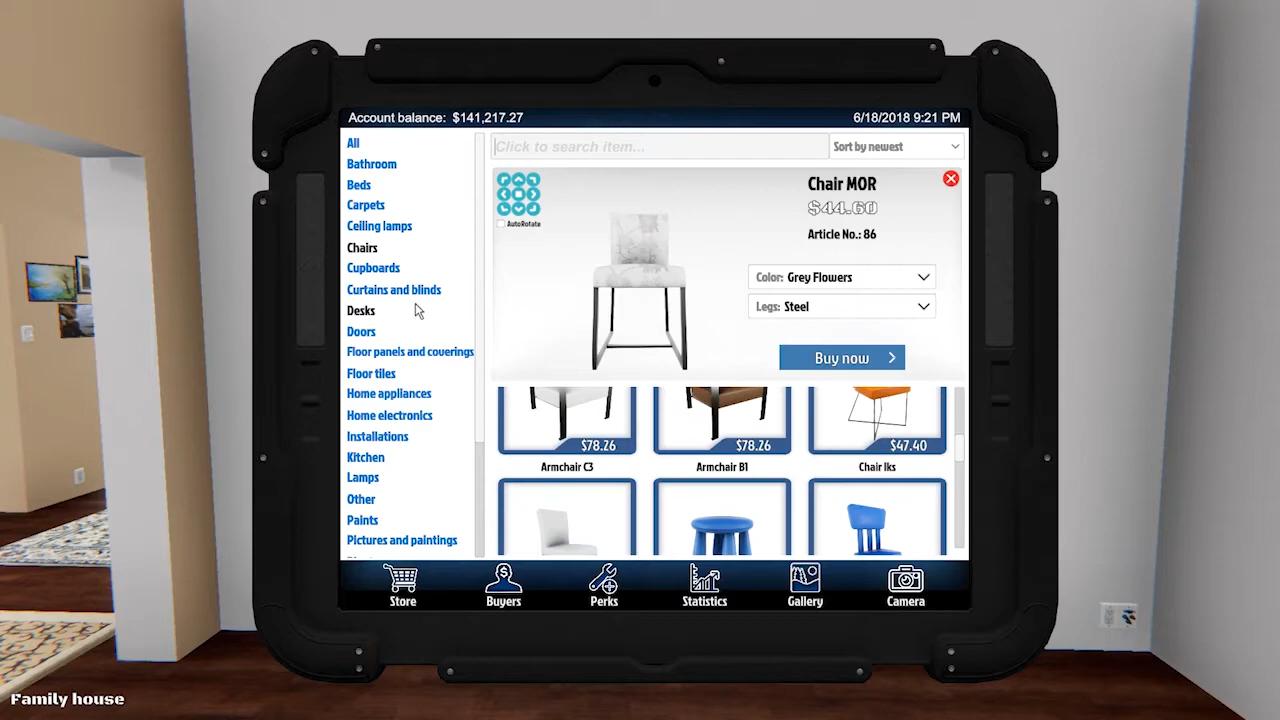 Account balance: $141,217.27
6/18/2018 9:21 PM
All
Bathroom
Beds
Carpets
Ceiling lamps
Chairs
Cupboards
Curtains and blinds
Desks
Doors
Floor panels and coverings
Floor tiles
Home appliances
Home electronics
Installations
Kitchen
Lamps
Other
Paints
Pictures and paintings
Click to search item...
Sort by newest
AutoRotate
Chair MOR
$44.60
Article No.: 86
Color: Grey Flowers
Legs: Steel
Buy now
$78.26
$78.26
$47.40
Armchair C3
Armchair B1
Chair Iks
Store
Buyers
Perks
Statistics
Gallery
Camera
Family house